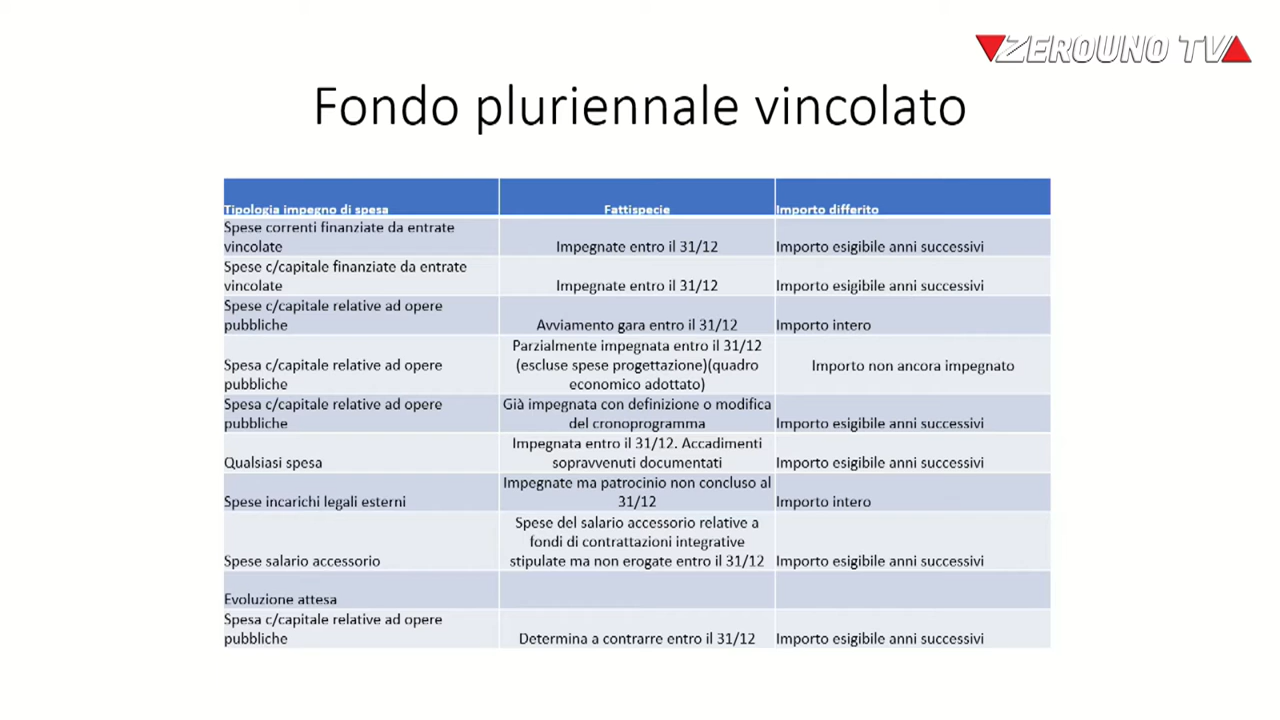 ZEROUNO TV
Fondo pluriennale vincolato
Tipologia impegno di spesa Fattispecie Importo differito
Spese correnti finanziate da entrate
vincolate Impegnate entro il 31/12 Importo esigibile anni successivi
Spese c/capitale finanziate da entrate
vincolate Impegnate entro il 31/12 Importo esigibile anni successivi
Spese c/capitale relative ad opere
pubbliche Avviamento gara entro il 31/12 Importo intero
Spesa c/capitale relative ad opere
pubbliche
Parzialmente impegnata entro il 31/12
(escluse spese progettazione)(quadro
economico adottato)
Importo non ancora impegnato
Spesa c/capitale relative ad opere
pubbliche
Già impegnata con definizione o modifica
del cronoprogramma
Importo esigibile anni successivi
Qualsiasi spesa
Impegnata entro il 31/12. Accadimenti
sopravvenuti documentati
Importo esigibile anni successivi
Spese incarichi legali esterni
Impegnate ma patrocinio non concluso al
31/12
Importo intero
Spese salario accessorio
Spese del salario accessorio relative a
fondi di contrattazioni integrative
stipulate ma non erogate entro il 31/12
Importo esigibile anni successivi
Evoluzione attesa
Spesa c/capitale relative ad opere
pubbliche Determina a contrarre entro il 31/12 Importo esigibile anni successivi